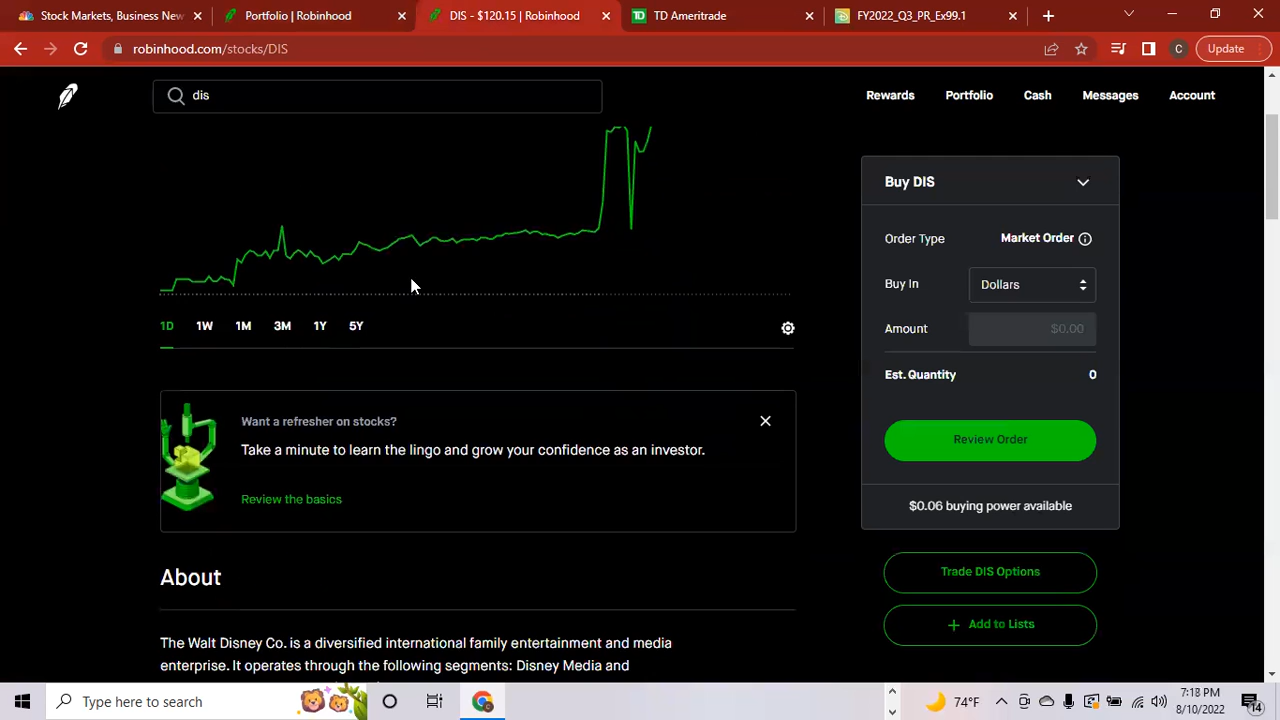 Stock Markets, Business New
Portfolio | Robinhood
DIS - $120.15 | Robinhood
TD Ameritrade
FY2022_Q3_PR_Ex99.1
robinhood.com/stocks/DIS
C
Update
dis
Rewards
Portfolio
Cash
Messages
Account
1D
1W
1M
3M
1Y
5Y
Want a refresher on stocks?
Take a minute to learn the lingo and grow your confidence as an investor.
Review the basics
About
The Walt Disney Co. is a diversified international family entertainment and media
enterprise. It operates through the following segments: Disney Media and
Buy DIS
Order Type
Market Order
Buy In
Dollars
Amount
$0.00
Est. Quantity
0
Review Order
$0.06 buying power available
Trade DIS Options
+ Add to Lists
Type here to search
74°F
7:18 PM
8/10/2022
14